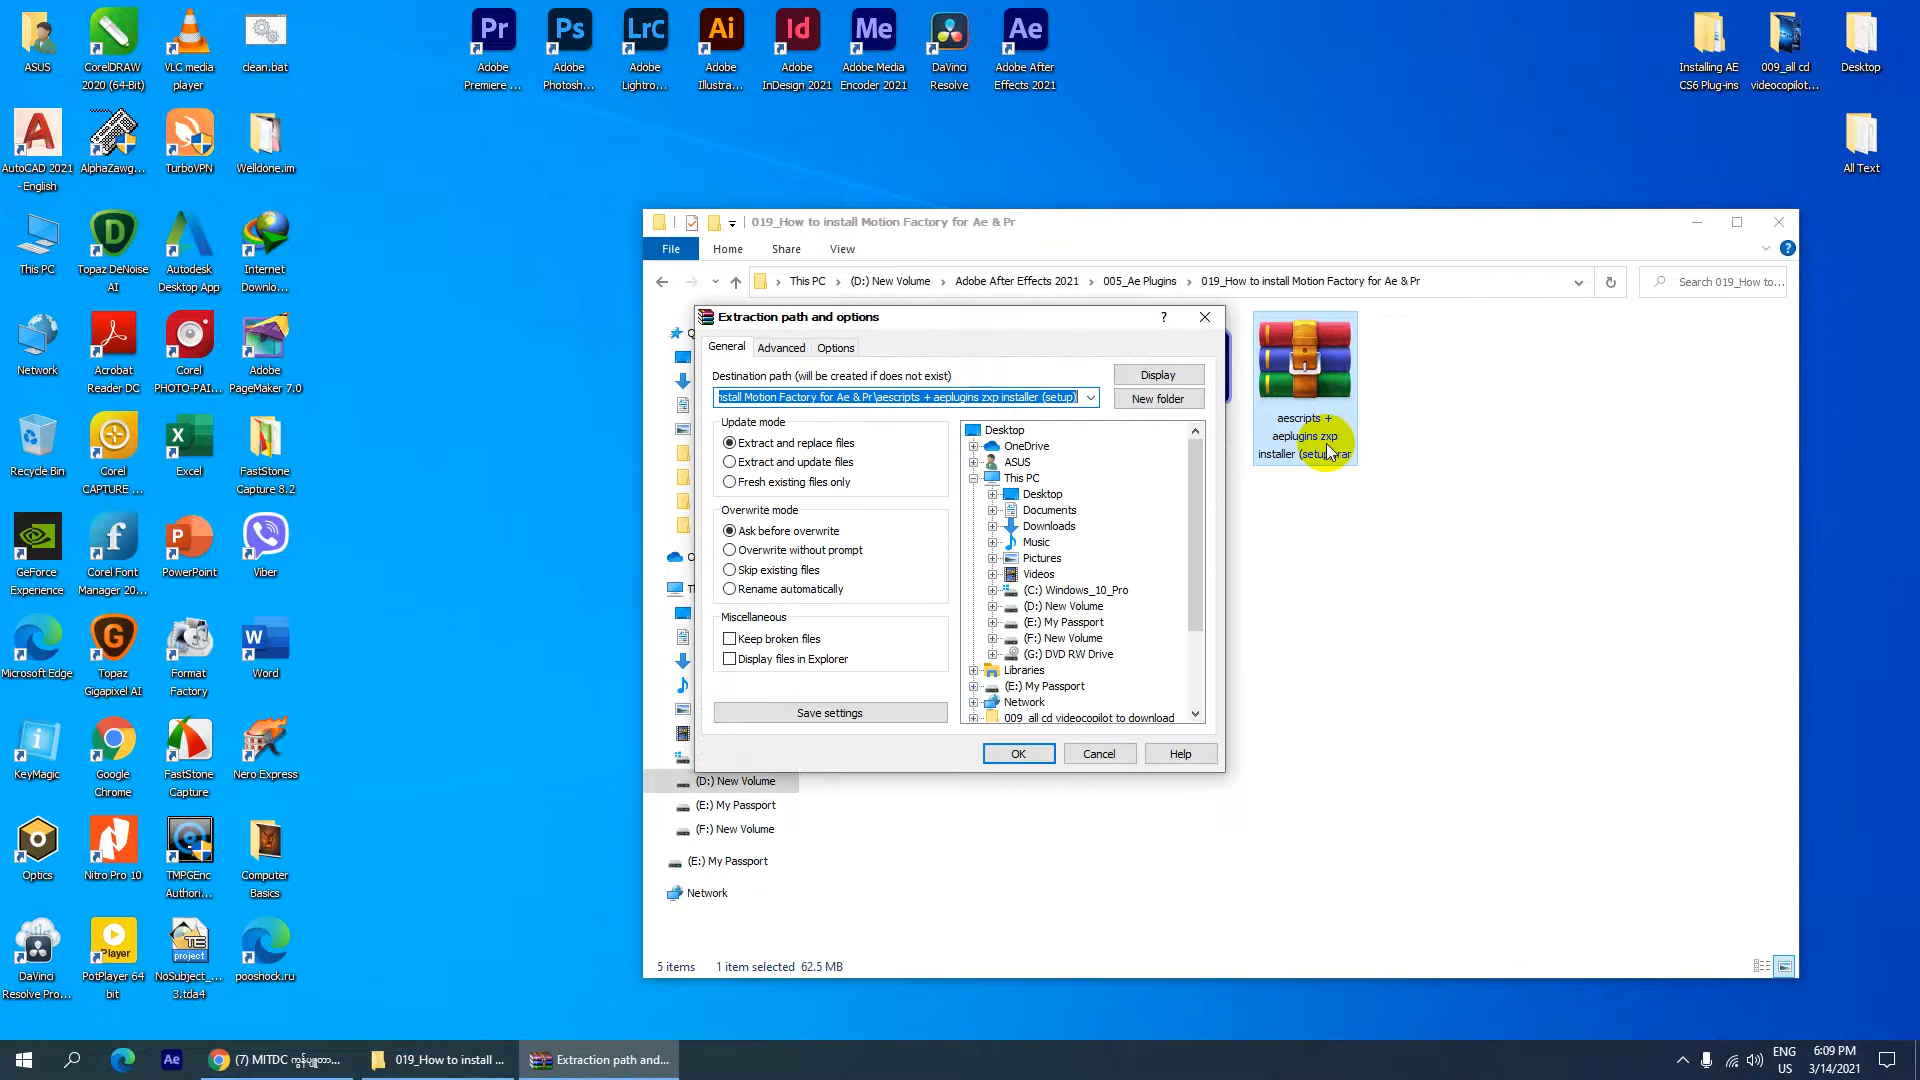 ASUS
CorelDRAW
2020 (64-Bit)
VLC media
player
clean.bat
Pr
Adobe
Premiere ...
Ps
Adobe
Photosh...
LrC
Adobe
Lightro...
Ai
Adobe
Illustra...
Id
Adobe
InDesign 2021
Me
Adobe Media
Encoder 2021
DaVinci
Resolve
Ae
Adobe After
Effects 2021
Installing AE
CS6 Plug-ins
009_all cd
videocopilot...
Desktop
AutoCAD 2021
- English
AlphaZawg...
TurboVPN
Welldone.im
All Text
This PC
Topaz DeNoise
AI
Autodesk
Desktop App
Internet
Downlo...
Network
Acrobat
Reader DC
Corel
PHOTO-PAI...
Adobe
PageMaker 7.0
Recycle Bin
Corel
CAPTURE ...
Excel
FastStone
Capture 8.2
GeForce
Experience
Corel Font
Manager 20...
PowerPoint
Viber
Microsoft Edge
Topaz
Gigapixel AI
Format
Factory
Word
KeyMagic
Google
Chrome
FastStone
Capture
Nero Express
Optics
Nitro Pro 10
TMPGEnc
Authori...
Computer
Basics
DaVinci
Resolve Pro...
Player
PotPlayer 64
bit
TE
project
NoSubject_...
3.tda4
pooshock.ru
019_How to install Motion Factory for Ae & Pr
File
Home
Share
View
This PC
(D:) New Volume
Adobe After Effects 2021
005_Ae Plugins
019_How to install Motion Factory for Ae & Pr
Search 019_How to...
Extraction path and options
General
Advanced
Options
Destination path (will be created if does not exist)
nstall Motion Factory for Ae & Pr\aescripts + aeplugins zxp installer (setup)
Display
New folder
Update mode
Extract and replace files
Extract and update files
Fresh existing files only
Overwrite mode
Ask before overwrite
Overwrite without prompt
Skip existing files
Rename automatically
Miscellaneous
Keep broken files
Display files in Explorer
Save settings
Desktop
OneDrive
ASUS
This PC
Desktop
Documents
Downloads
Music
Pictures
Videos
(C:) Windows_10_Pro
(D:) New Volume
(E:) My Passport
(F:) New Volume
(G:) DVD RW Drive
Libraries
(E:) My Passport
Network
009_all cd videocopilot to download
OK
Cancel
Help
aescripts +
aeplugins zxp
installer (setup).rar
(D:) New Volume
(E:) My Passport
(F:) New Volume
(E:) My Passport
Network
5 items
1 item selected 62.5 MB
Ae
(7) MITDC ကွန်ပျူတာ...
019_How to install ...
Extraction path and...
ENG
US
6:09 PM
3/14/2021